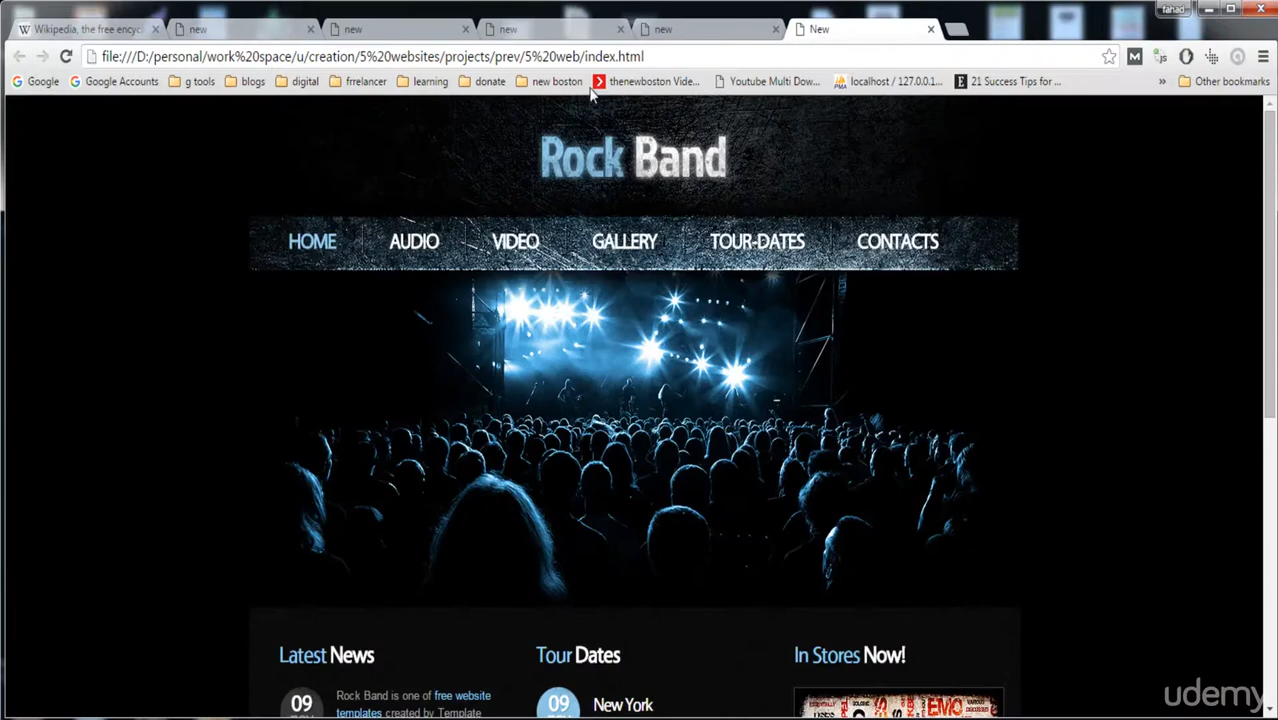 fahad
Wikipedia, the free encyc new new new new New
file:///D:/personal/work%20space/u/creation/5%20websites/projects/prev/5%20web/index.html
Google Google Accounts g tools blogs digital frrelancer learning donate new boston thenewboston Vide... Youtube Multi Dow... localhost / 127.0.0.1... 21 Success Tips for ... » Other bookmarks
Rock Band
HOME AUDIO VIDEO GALLERY TOUR-DATES CONTACTS
Latest News Tour Dates In Stores Now!
09 Rock Band is one of free website 09 New York
templates created by Template
EMO
udemy